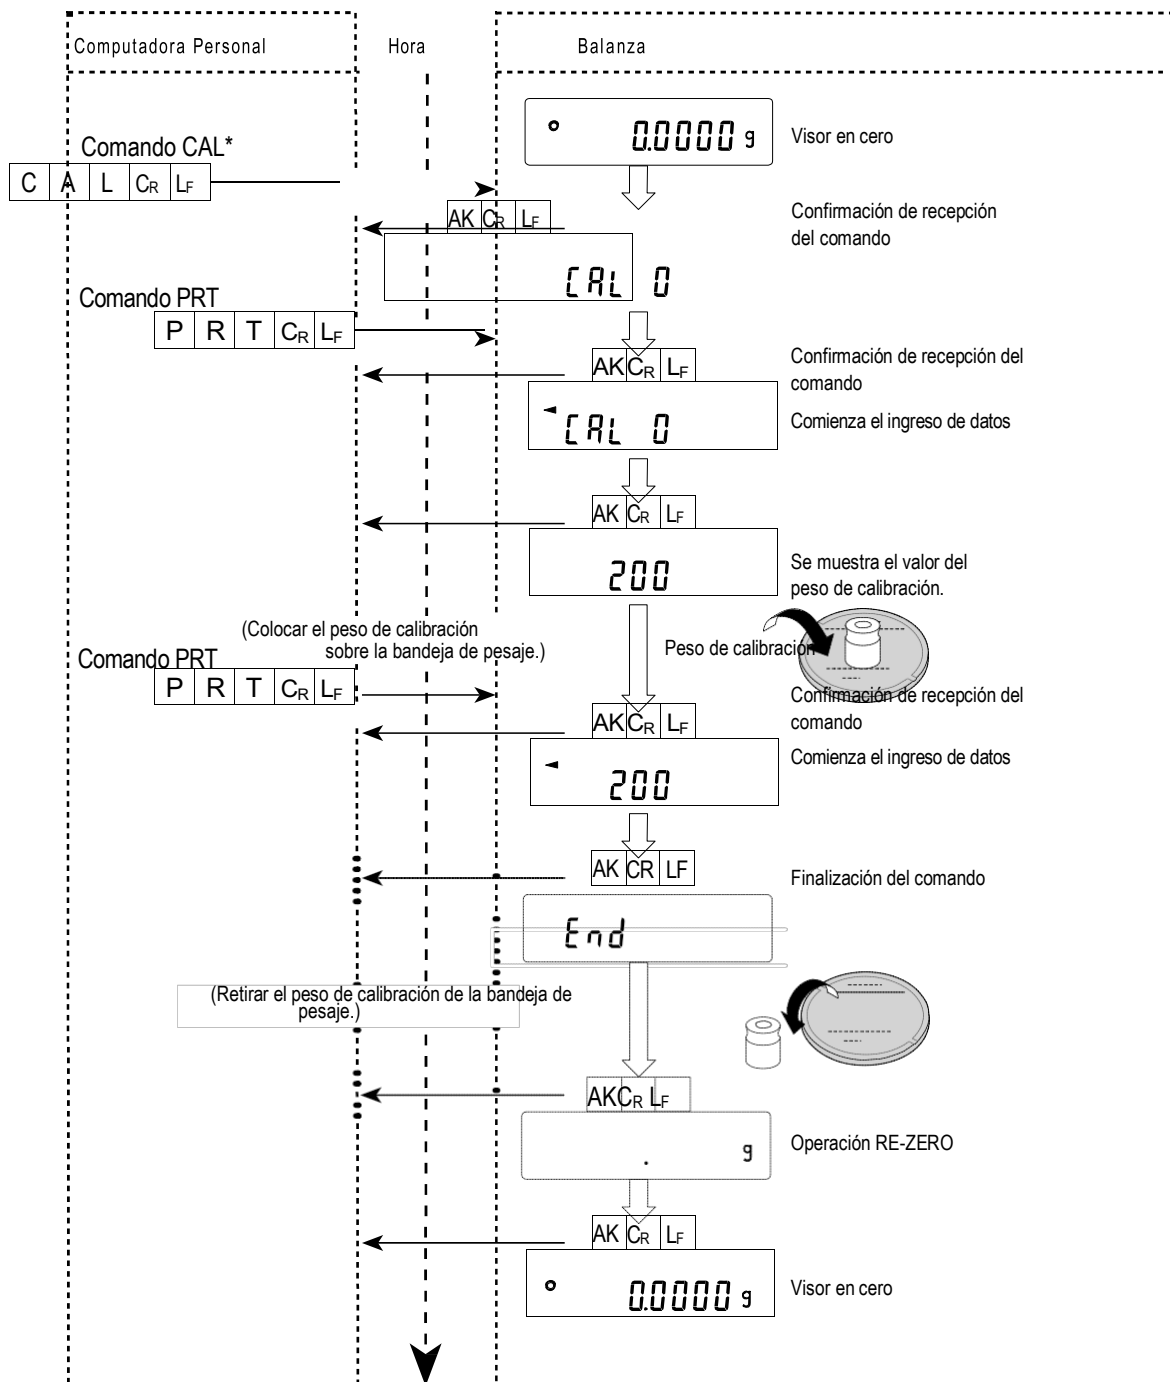 Computadora Personal Hora Balanza
0.0000 g Visor en cero
Comando CAL*
C A L CR LF
AK CR LF
Confirmación de recepción
del comando
CAL 0
Comando PRT
P R T CR LF
AK CR LF
Confirmación de recepción del
comando
CAL 0
Comienza el ingreso de datos
AK CR LF
200
Se muestra el valor del
peso de calibración.
(Colocar el peso de calibración
sobre la bandeja de pesaje.)
Peso de calibración
Comando PRT
P R T CR LF
AK CR LF
Confirmación de recepción del
comando
200
Comienza el ingreso de datos
AK CR LF
Finalización del comando
End
(Retirar el peso de calibración de la bandeja de
pesaje.)
AK CR LF
. g
Operación RE-ZERO
AK CR LF
0.0000 g Visor en cero